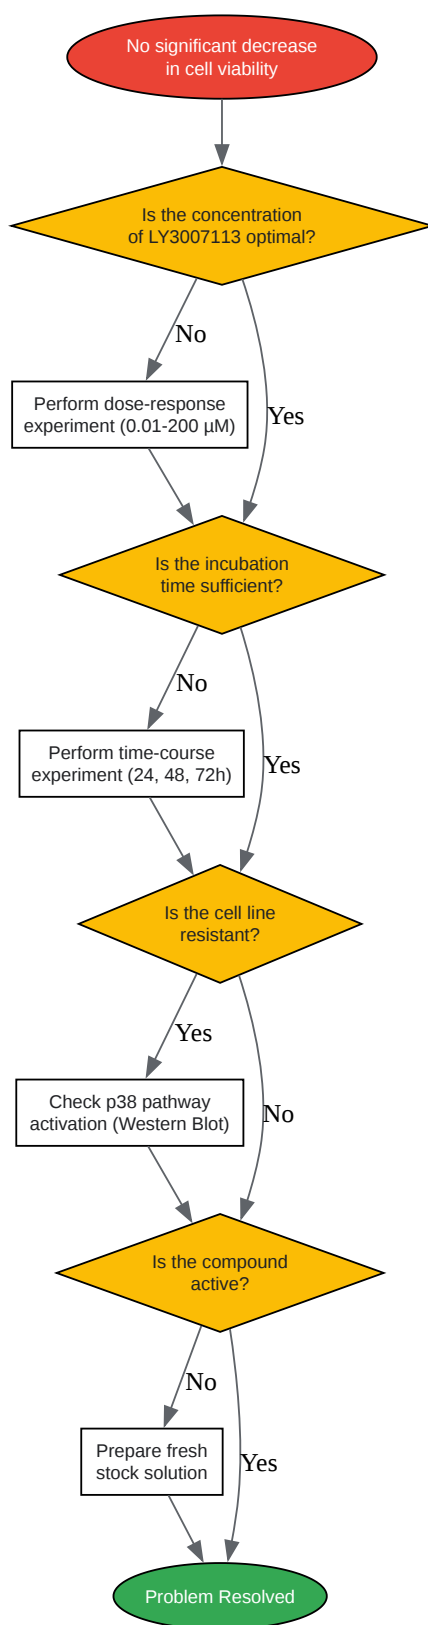 No significant decrease
in cell viability
Is the concentration
of LY3007113 optimal?
No
Perform dose-response
experiment (0.01-200 µM)
Yes
Is the incubation
time sufficient?
No
Perform time-course
experiment (24, 48, 72h)
Yes
Is the cell line
resistant?
Yes
Check p38 pathway
activation (Western Blot)
No
Is the compound
active?
No
Prepare fresh
stock solution
Yes
Problem Resolved